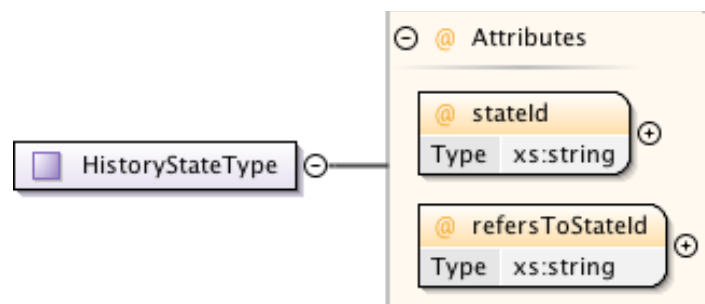 @ Attributes
@ stateId
Type xs:string
HistoryStateType
@ refersToStateId
Type xs:string